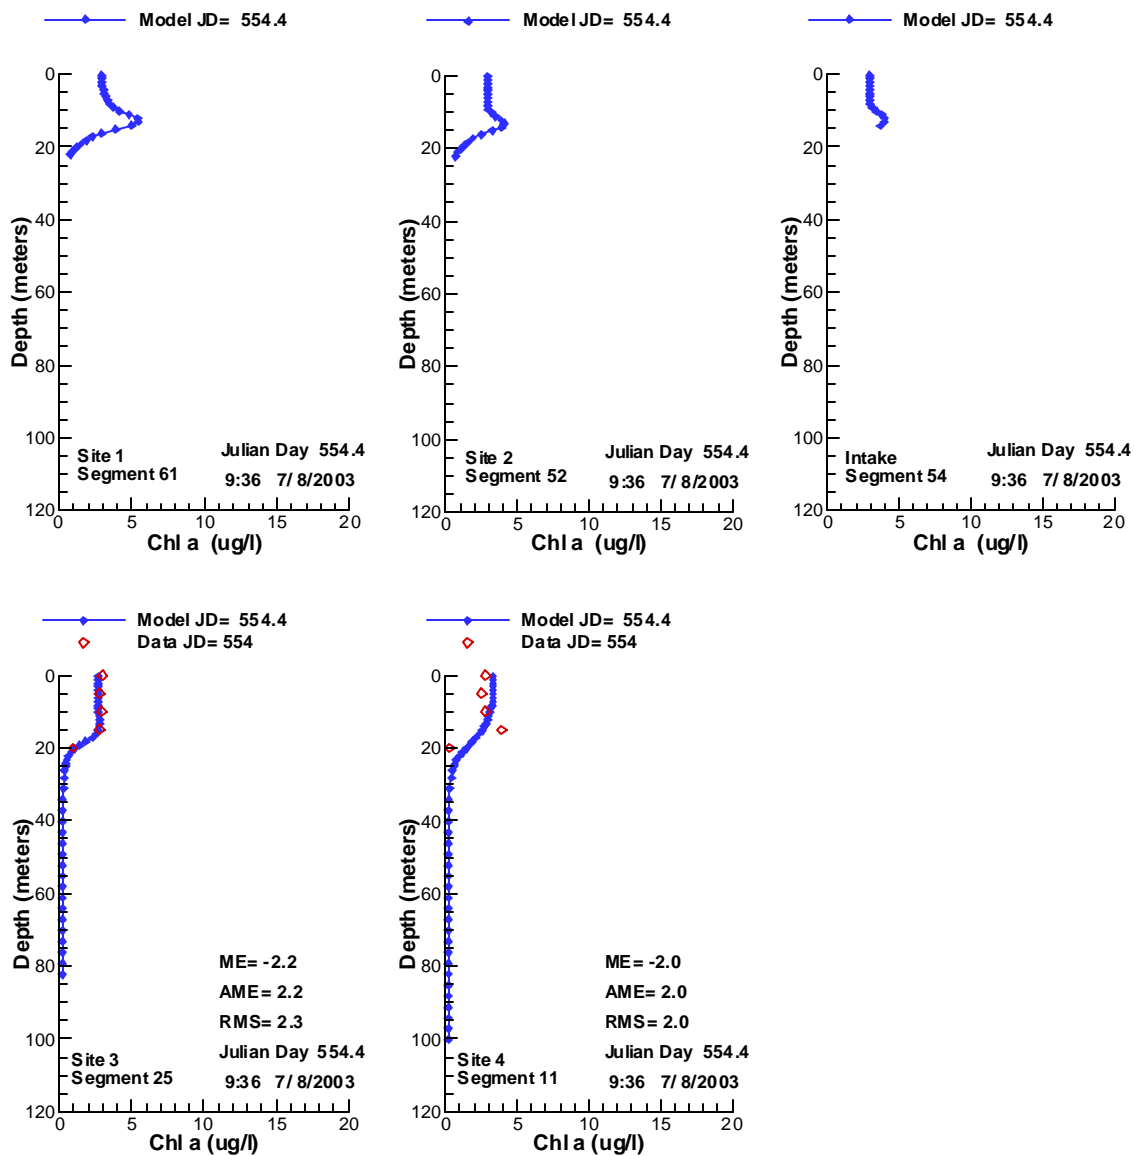 Model JD= 554.4
0
20
40
60
80
100
120
Depth (meters)
Site 1
Segment 61
Julian Day 554.4
9:36 7/8/2003
0 5 10 15 20
Chl a (ug/l)
Model JD= 554.4
0
20
40
60
80
100
120
Depth (meters)
Site 2
Segment 52
Julian Day 554.4
9:36 7/8/2003
0 5 10 15 20
Chl a (ug/l)
Model JD= 554.4
0
20
40
60
80
100
120
Depth (meters)
Intake
Segment 54
Julian Day 554.4
9:36 7/8/2003
0 5 10 15 20
Chl a (ug/l)
Model JD= 554.4
Data JD= 554
0
20
40
60
80
100
120
Depth (meters)
ME= -2.2
AME= 2.2
RMS= 2.3
Site 3
Segment 25
Julian Day 554.4
9:36 7/8/2003
0 5 10 15 20
Chl a (ug/l)
Model JD= 554.4
Data JD= 554
0
20
40
60
80
100
120
Depth (meters)
ME= -2.0
AME= 2.0
RMS= 2.0
Site 4
Segment 11
Julian Day 554.4
9:36 7/8/2003
0 5 10 15 20
Chl a (ug/l)